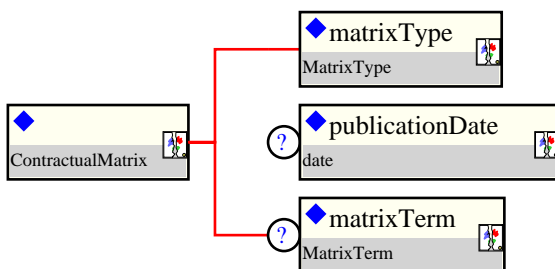 matrixType
MatrixType
ContractualMatrix
?
publicationDate
date
?
matrixTerm
MatrixTerm